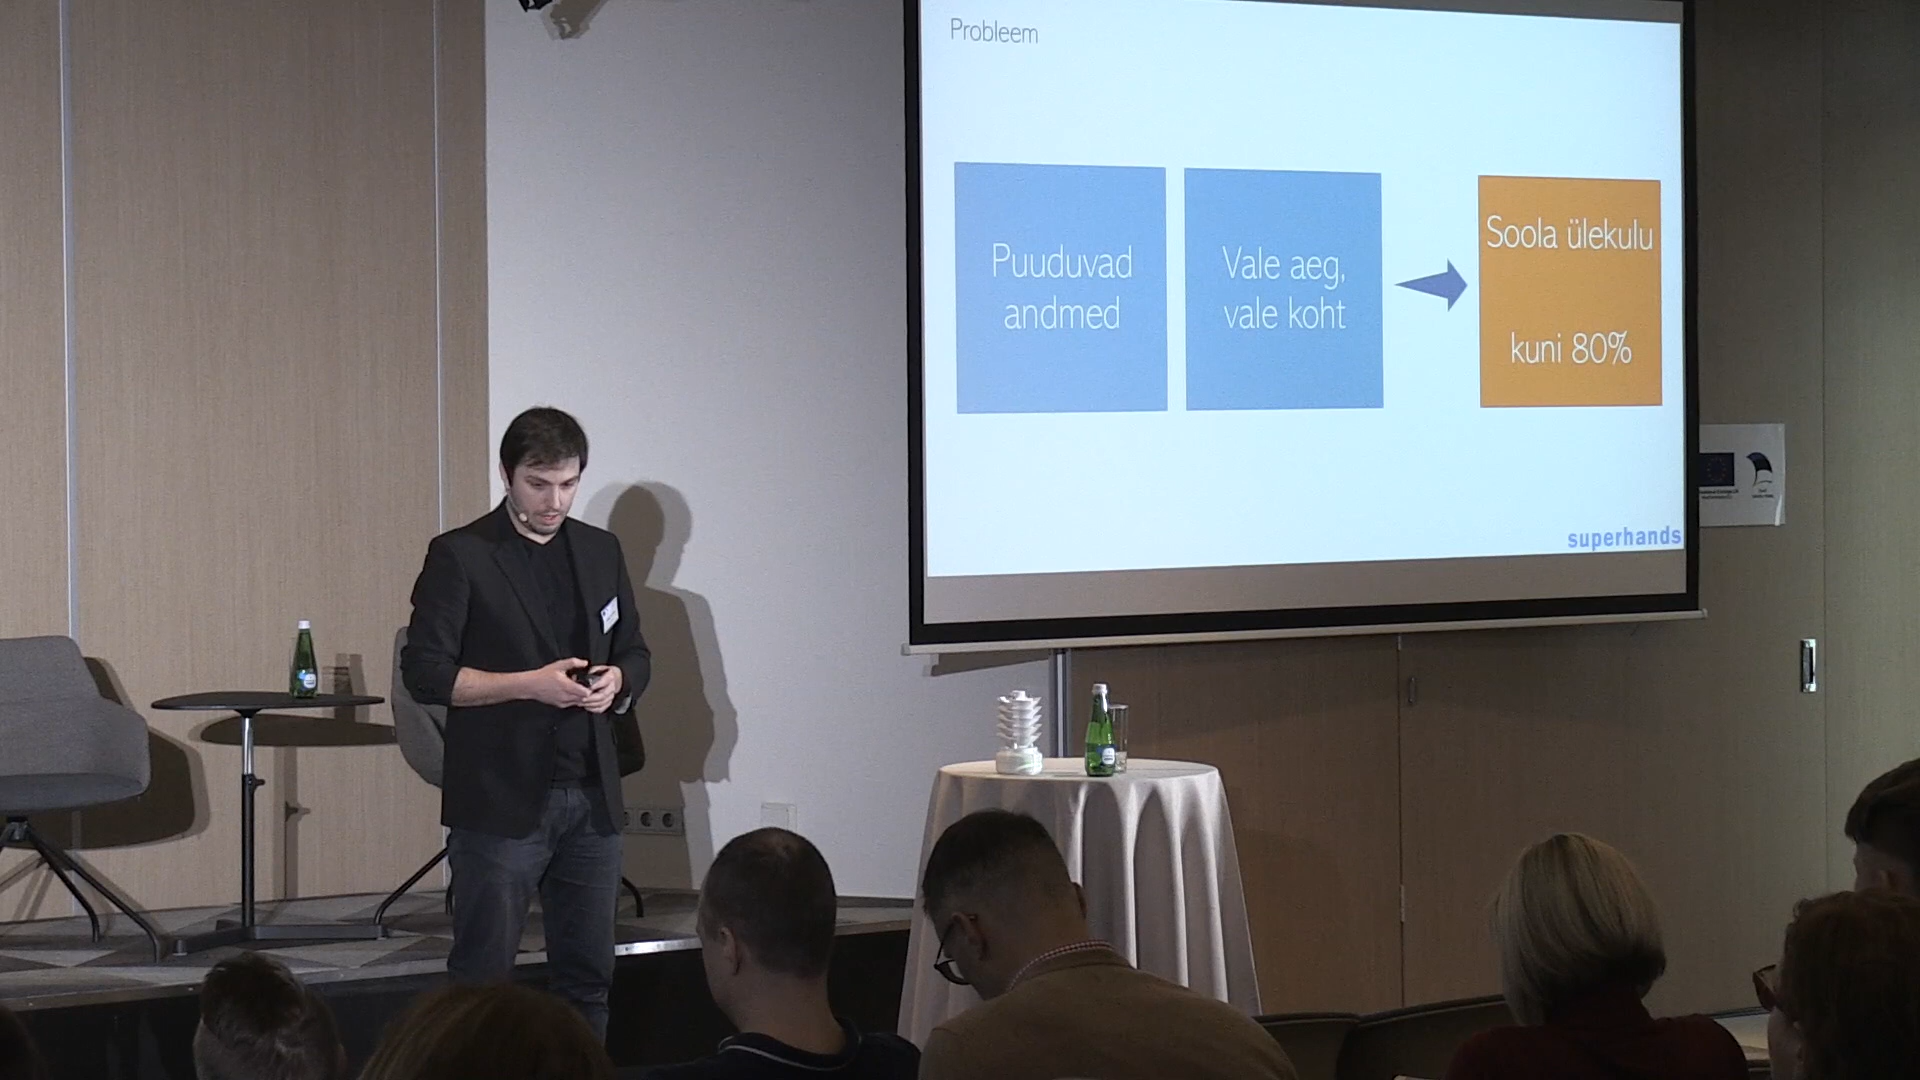 Probleem
Puuduvad
andmed
Vale aeg,
vale koht
Soola ülekulu
kuni 80%
superhands